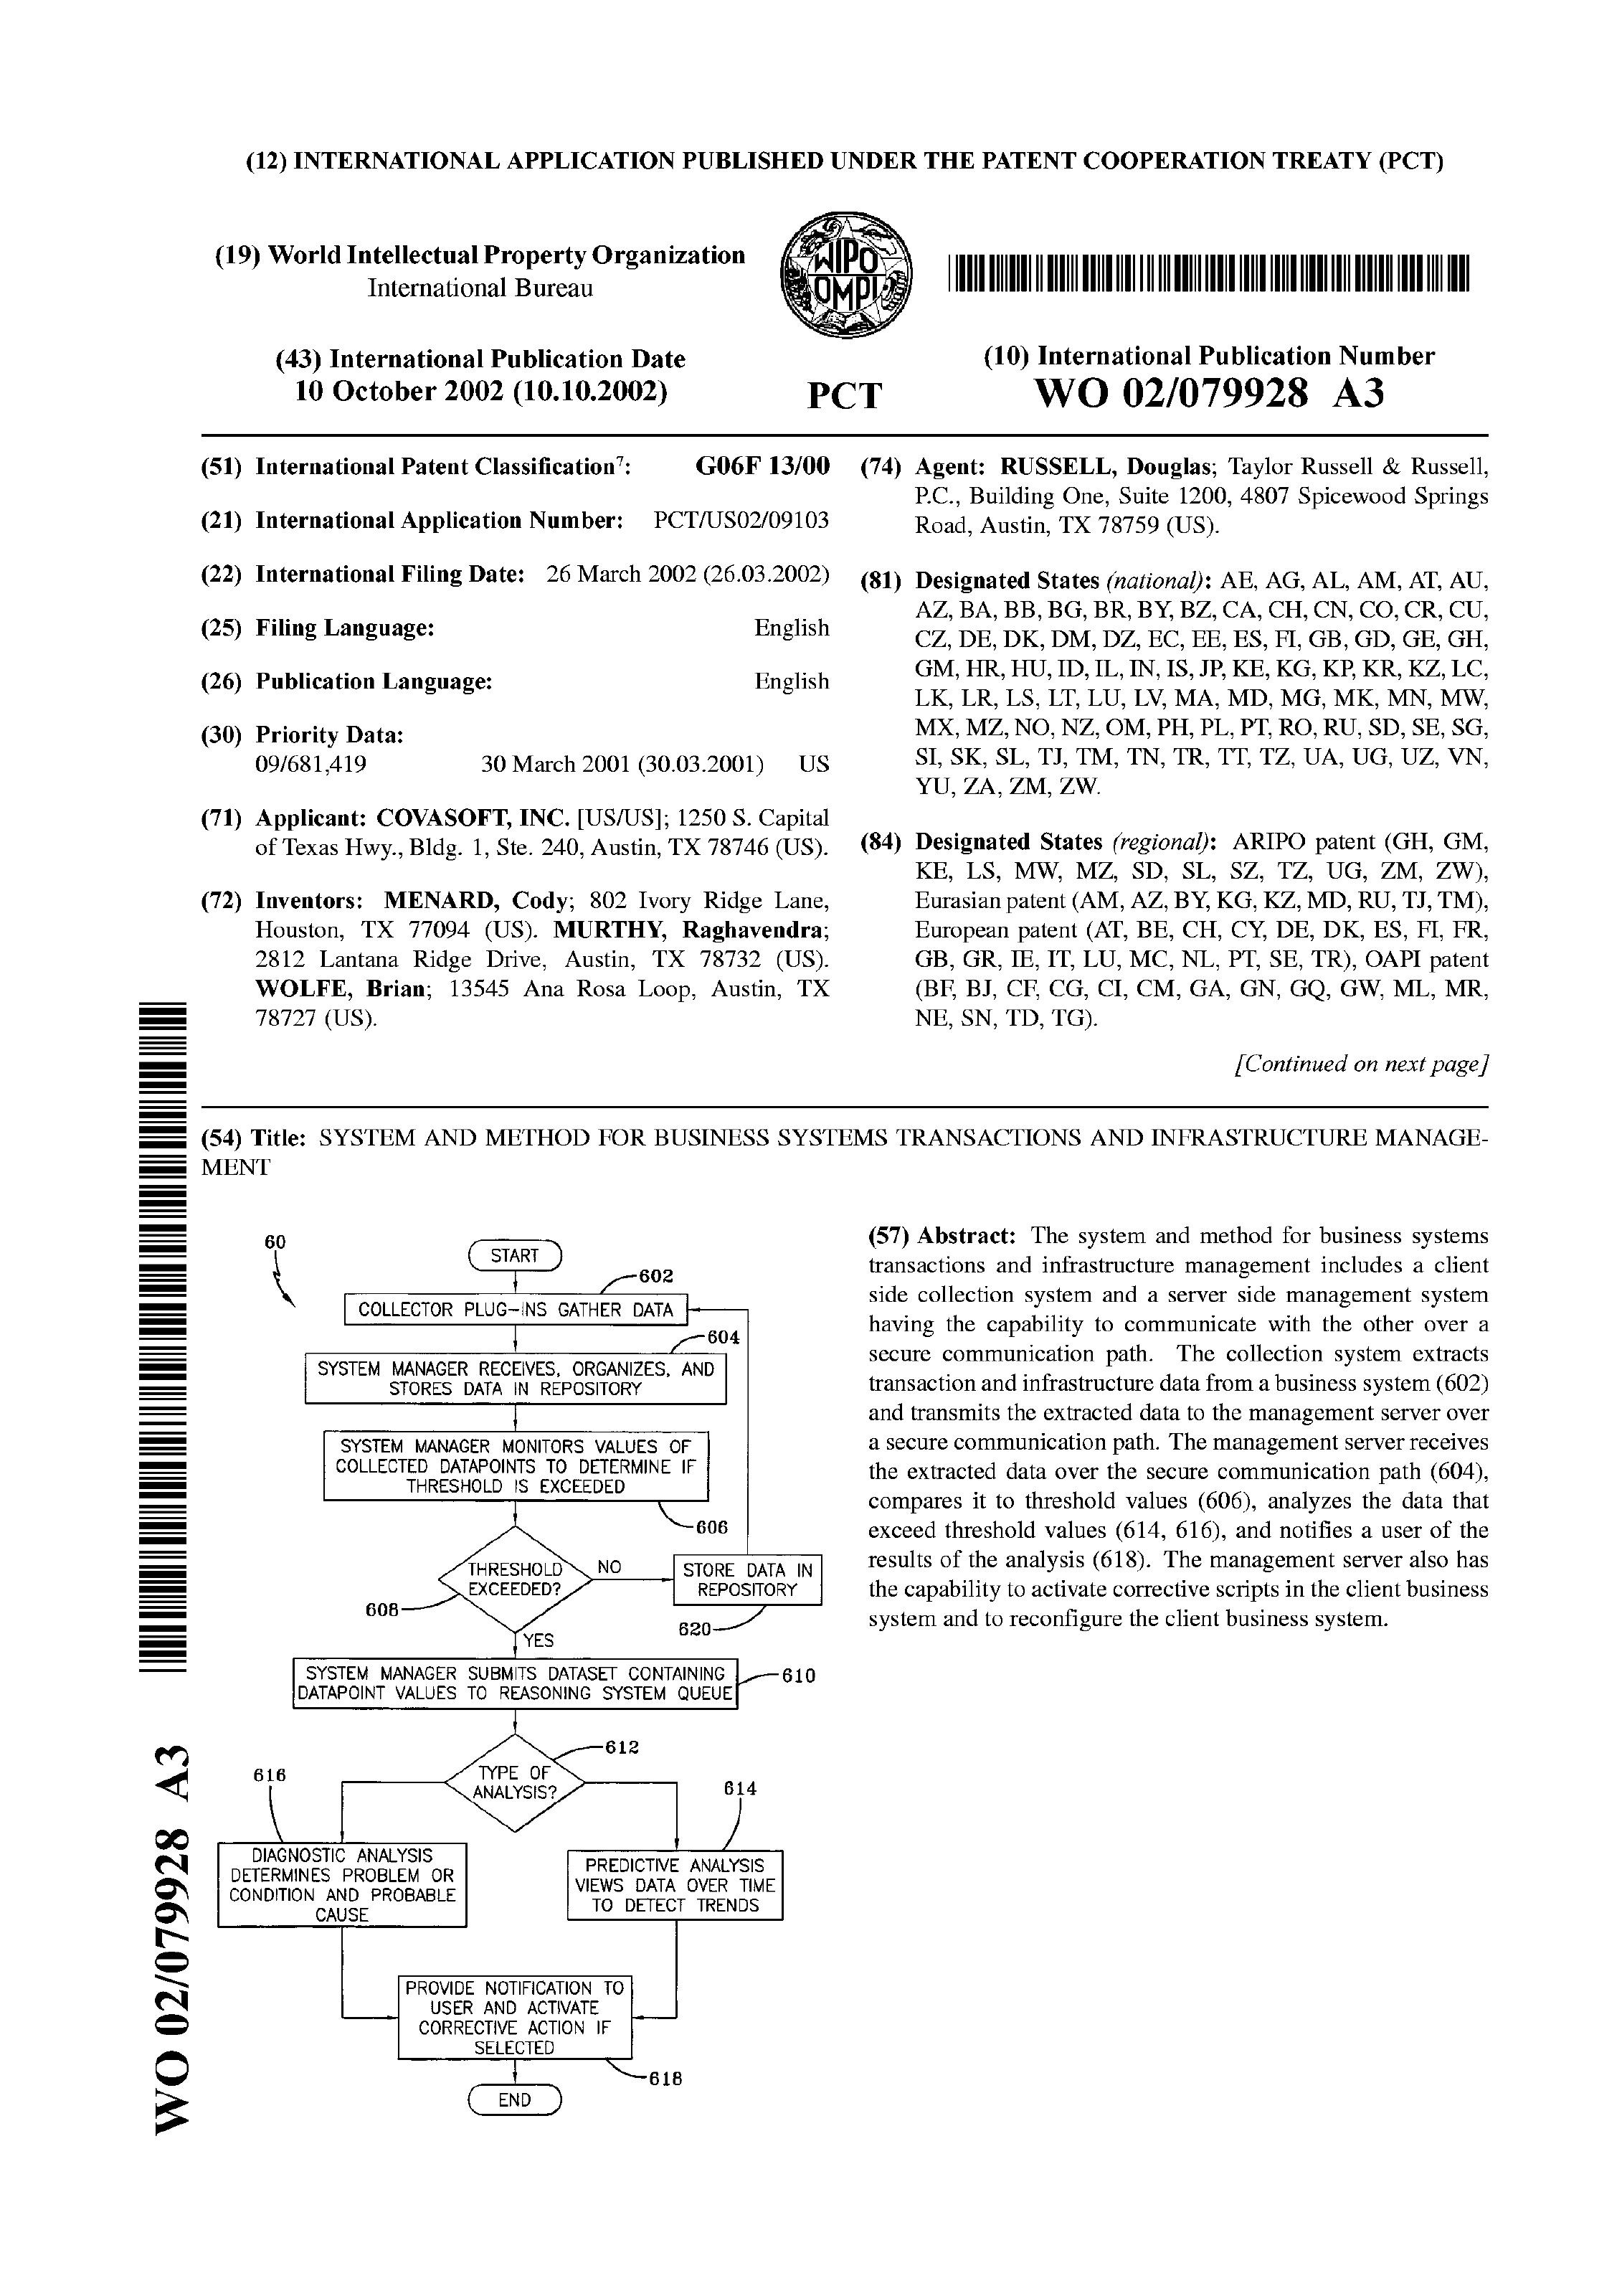 (12) INTERNATIONAL APPLICATION PUBLISHED UNDER THE PATENT COOPERATION TREATY (PCT)
(19) World Intellectual Property Organization
International Bureau
WIPO
OMPI
(43) International Publication Date
10 October 2002 (10.10.2002)
PCT
(10) International Publication Number
WO 02/079928 A3
(51) International Patent Classification7: G06F 13/00
(21) International Application Number: PCT/US02/09103
(22) International Filing Date: 26 March 2002 (26.03.2002)
(25) Filing Language: English
(26) Publication Language: English
(30) Priority Data:
09/681,419 30 March 2001 (30.03.2001) US
(71) Applicant: COVASOFT, INC. [US/US]; 1250 S. Capital
of Texas Hwy., Bldg. 1, Ste. 240, Austin, TX 78746 (US).
(72) Inventors: MENARD, Cody; 802 Ivory Ridge Lane,
Houston, TX 77094 (US). MURTHY, Raghavendra;
2812 Lantana Ridge Drive, Austin, TX 78732 (US).
WOLFE, Brian; 13545 Ana Rosa Loop, Austin, TX
78727 (US).
(74) Agent: RUSSELL, Douglas; Taylor Russell & Russell,
P.C., Building One, Suite 1200, 4807 Spicewood Springs
Road, Austin, TX 78759 (US).
(81) Designated States (national): AE, AG, AL, AM, AT, AU,
AZ, BA, BB, BG, BR, BY, BZ, CA, CH, CN, CO, CR, CU,
CZ, DE, DK, DM, DZ, EC, EE, ES, FI, GB, GD, GE, GH,
GM, HR, HU, ID, IL, IN, IS, JP, KE, KG, KP, KR, KZ, LC,
LK, LR, LS, LT, LU, LV, MA, MD, MG, MK, MN, MW,
MX, MZ, NO, NZ, OM, PH, PL, PT, RO, RU, SD, SE, SG,
SI, SK, SL, TJ, TM, TN, TR, TT, TZ, UA, UG, UZ, VN,
YU, ZA, ZM, ZW.
(84) Designated States (regional): ARIPO patent (GH, GM,
KE, LS, MW, MZ, SD, SL, SZ, TZ, UG, ZM, ZW),
Eurasian patent (AM, AZ, BY, KG, KZ, MD, RU, TJ, TM),
European patent (AT, BE, CH, CY, DE, DK, ES, FI, FR,
GB, GR, IE, IT, LU, MC, NL, PT, SE, TR), OAPI patent
(BF, BJ, CF, CG, CI, CM, GA, GN, GQ, GW, ML, MR,
NE, SN, TD, TG).
[Continued on next page]
(54) Title: SYSTEM AND METHOD FOR BUSINESS SYSTEMS TRANSACTIONS AND INFRASTRUCTURE MANAGE-
MENT
60
START
602
COLLECTOR PLUG-INS GATHER DATA
604
SYSTEM MANAGER RECEIVES, ORGANIZES, AND
STORES DATA IN REPOSITORY
SYSTEM MANAGER MONITORS VALUES OF
COLLECTED DATAPOINTS TO DETERMINE IF
THRESHOLD IS EXCEEDED
606
THRESHOLD
EXCEEDED?
NO
608
STORE DATA IN
REPOSITORY
620
YES
SYSTEM MANAGER SUBMITS DATASET CONTAINING
DATAPOINT VALUES TO REASONING SYSTEM QUEUE
610
612
TYPE OF
ANALYSIS?
616
614
DIAGNOSTIC ANALYSIS
DETERMINES PROBLEM OR
CONDITION AND PROBABLE
CAUSE
PREDICTIVE ANALYSIS
VIEWS DATA OVER TIME
TO DETECT TRENDS
PROVIDE NOTIFICATION TO
USER AND ACTIVATE
CORRECTIVE ACTION IF
SELECTED
618
END
(57) Abstract: The system and method for business systems
transactions and infrastructure management includes a client
side collection system and a server side management system
having the capability to communicate with the other over a
secure communication path. The collection system extracts
transaction and infrastructure data from a business system (602)
and transmits the extracted data to the management server over
a secure communication path. The management server receives
the extracted data over the secure communication path (604),
compares it to threshold values (606), analyzes the data that
exceed threshold values (614, 616), and notifies a user of the
results of the analysis (618). The management server also has
the capability to activate corrective scripts in the client business
system and to reconfigure the client business system.
WO 02/079928 A3